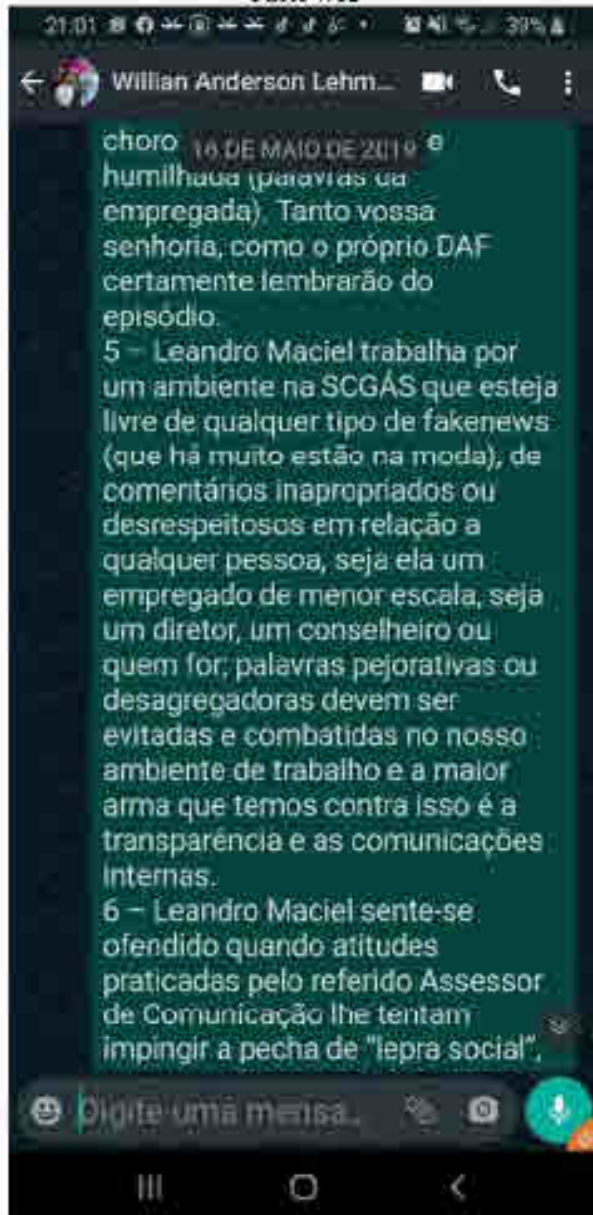 21:01
39%
Willian Anderson Lehm...
16 DE MAIO DE 2019
choro e
humilhada (palavras da
empregada). Tanto vossa
senhoria, como o próprio DAF
certamente lembrarão do
episódio.
5 – Leandro Maciel trabalha por
um ambiente na SCGÁS que esteja
livre de qualquer tipo de fakenews
(que há muito estão na moda), de
comentários inapropriados ou
desrespeitosos em relação a
qualquer pessoa, seja ela um
empregado de menor escala, seja
um diretor, um conselheiro ou
quem for; palavras pejorativas ou
desagregadoras devem ser
evitadas e combatidas no nosso
ambiente de trabalho e a maior
arma que temos contra isso é a
transparência e as comunicações
internas.
6 – Leandro Maciel sente-se
ofendido quando atitudes
praticadas pelo referido Assessor
de Comunicação lhe tentam
impingir a pecha de "lepra social",
Digite uma mensa...